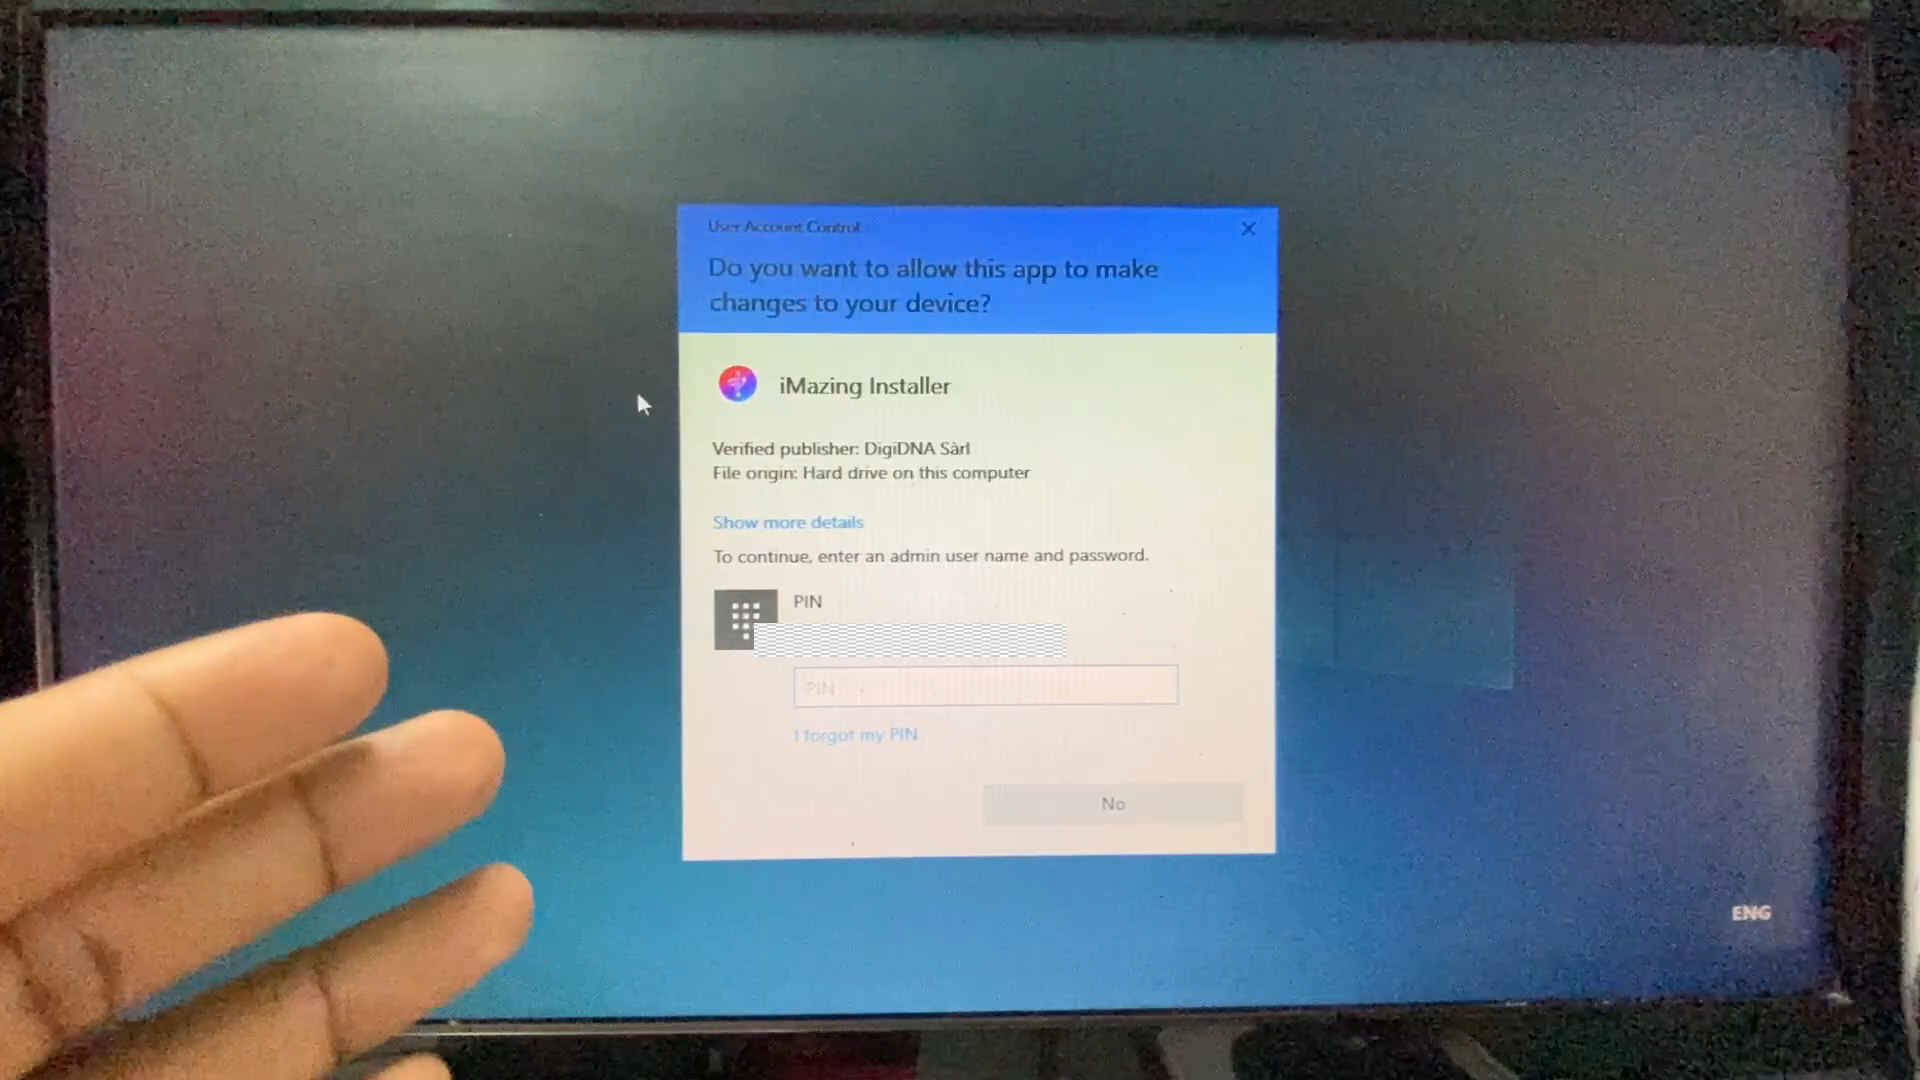 User Account Control
Do you want to allow this app to make
changes to your device?
iMazing Installer
Verified publisher: DigiDNA Sàrl
File origin: Hard drive on this computer
Show more details
To continue, enter an admin user name and password.
PIN
PIN
I forgot my PIN
No
ENG